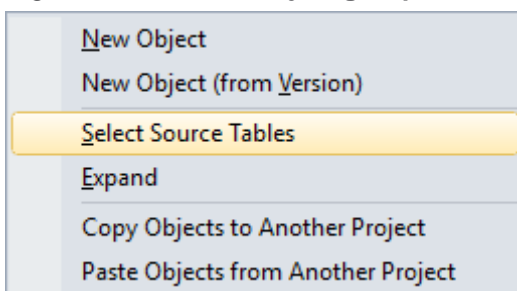 New Object
New Object (from Version)
Select Source Tables
Expand
Copy Objects to Another Project
Paste Objects from Another Project